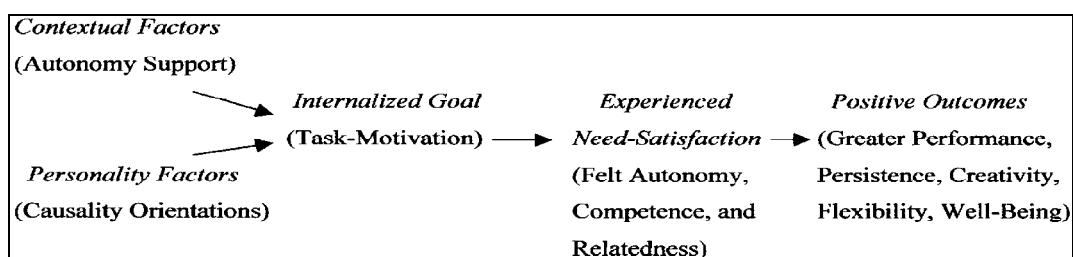 Contextual Factors
(Autonomy Support)
Personality Factors
(Causality Orientations)
Internalized Goal
(Task-Motivation)
Experienced
Need-Satisfaction
(Felt Autonomy,
Competence, and
Relatedness)
Positive Outcomes
(Greater Performance,
Persistence, Creativity,
Flexibility, Well-Being)